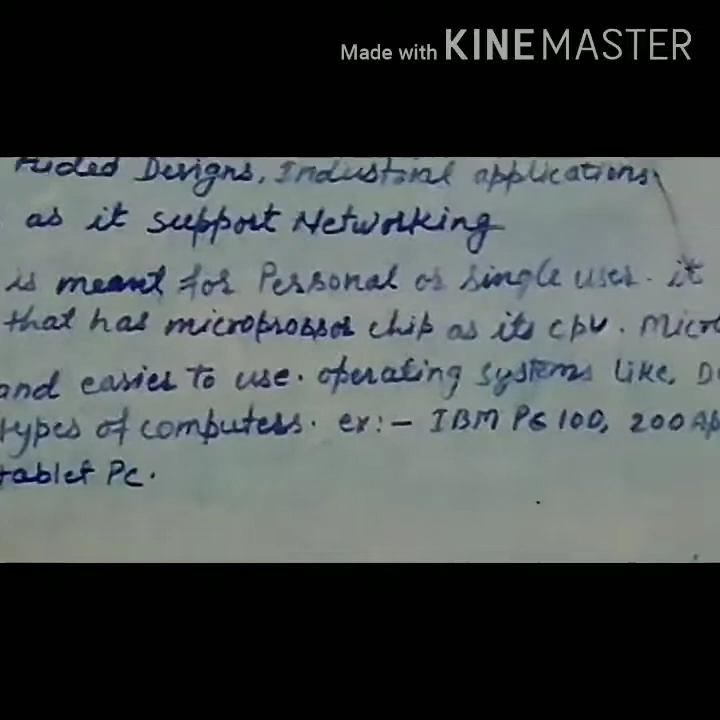 Made with KINEMASTER
Aided Designs, Industrial applications,
as it support Networking
is meant for Personal or single user. it
that has microprossor chip as its cpu. Micro
and easier to use. operating systems like, D
types of computers. ex:- IBM PC 100, 200 Ap
tablet Pc.